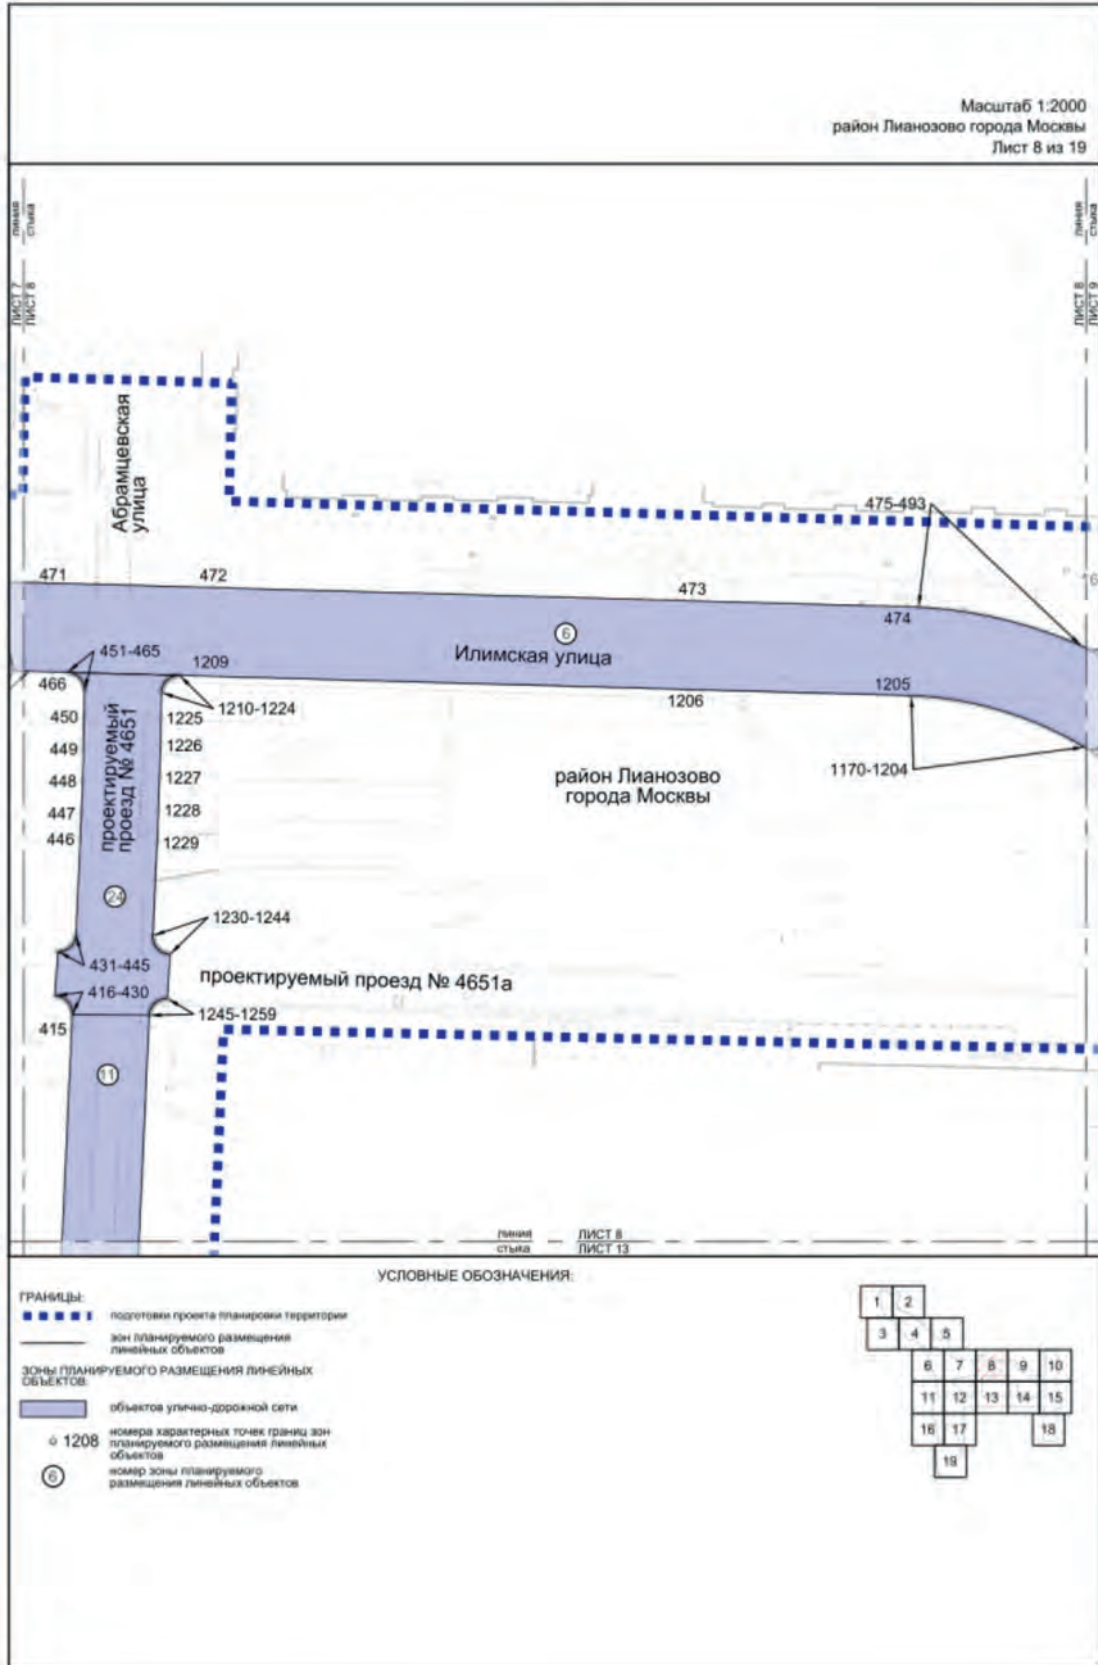 Масштаб 1:2000
район Лианозово города Москвы
Лист 8 из 19
линия
стыка
ЛИСТ 7
ЛИСТ 8
линия
стыка
ЛИСТ 8
ЛИСТ 9
Абрамцевская
улица
475-493
471
472
473
474
6
Илимская улица
451-465
1209
466
1206
1205
1210-1224
450
1225
449
1226
448
1227
447
1228
446
1229
проектируемый
проезд № 4651
1170-1204
район Лианозово
города Москвы
24
1230-1244
431-445
проектируемый проезд № 4651а
416-430
1245-1259
415
11
линия
стыка
ЛИСТ 8
ЛИСТ 13
УСЛОВНЫЕ ОБОЗНАЧЕНИЯ:
ГРАНИЦЫ:
подготовки проекта планировки территории
зон планируемого размещения
линейных объектов
ЗОНЫ ПЛАНИРУЕМОГО РАЗМЕЩЕНИЯ ЛИНЕЙНЫХ
ОБЪЕКТОВ:
объектов улично-дорожной сети
1208
номера характерных точек границ зон
планируемого размещения линейных
объектов
6
номер зоны планируемого
размещения линейных объектов
1 2
3 4 5
6 7 8 9 10
11 12 13 14 15
16 17 18
19